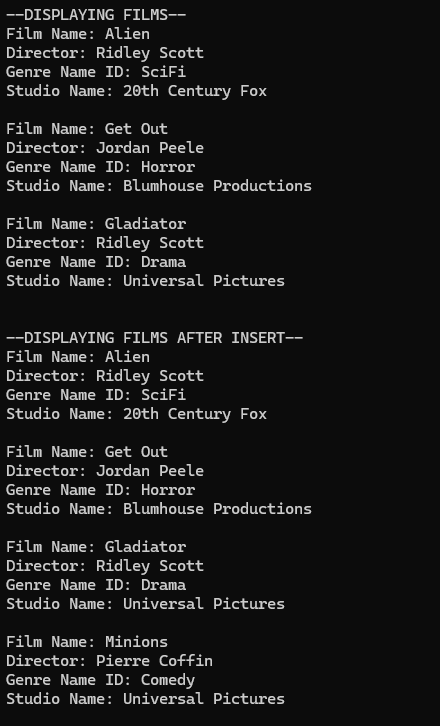 --DISPLAYING FILMS--
Film Name: Alien
Director: Ridley Scott
Genre Name ID: SciFi
Studio Name: 20th Century Fox
Film Name: Get Out
Director: Jordan Peele
Genre Name ID: Horror
Studio Name: Blumhouse Productions
Film Name: Gladiator
Director: Ridley Scott
Genre Name ID: Drama
Studio Name: Universal Pictures
--DISPLAYING FILMS AFTER INSERT--
Film Name: Alien
Director: Ridley Scott
Genre Name ID: SciFi
Studio Name: 20th Century Fox
Film Name: Get Out
Director: Jordan Peele
Genre Name ID: Horror
Studio Name: Blumhouse Productions
Film Name: Gladiator
Director: Ridley Scott
Genre Name ID: Drama
Studio Name: Universal Pictures
Film Name: Minions
Director: Pierre Coffin
Genre Name ID: Comedy
Studio Name: Universal Pictures